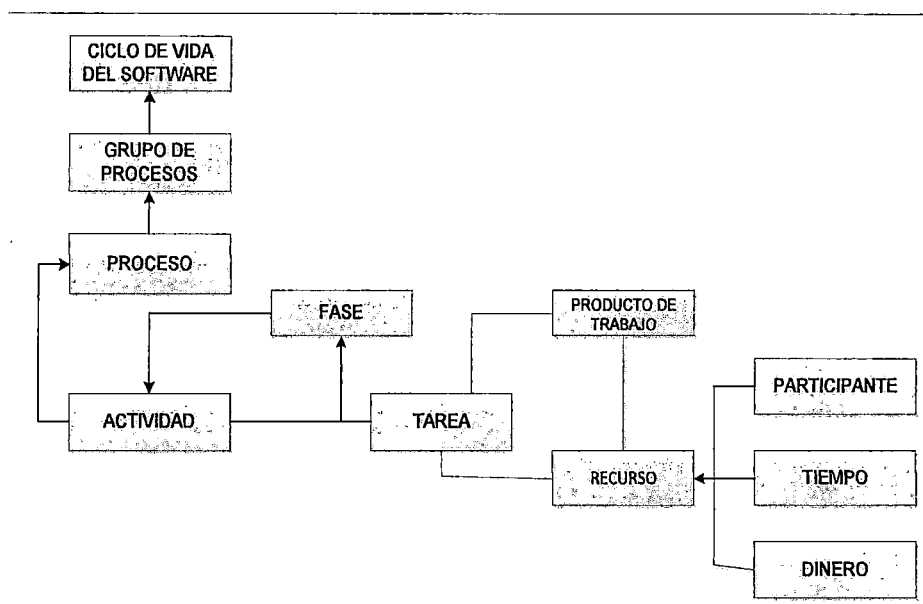 CICLO DE VIDA
DEL SOFTWARE
GRUPO DE
PROCESOS
PROCESO
FASE
PRODUCTO DE
TRABAJO
PARTICIPANTE
ACTIVIDAD
TAREA
RECURSO
TIEMPO
DINERO